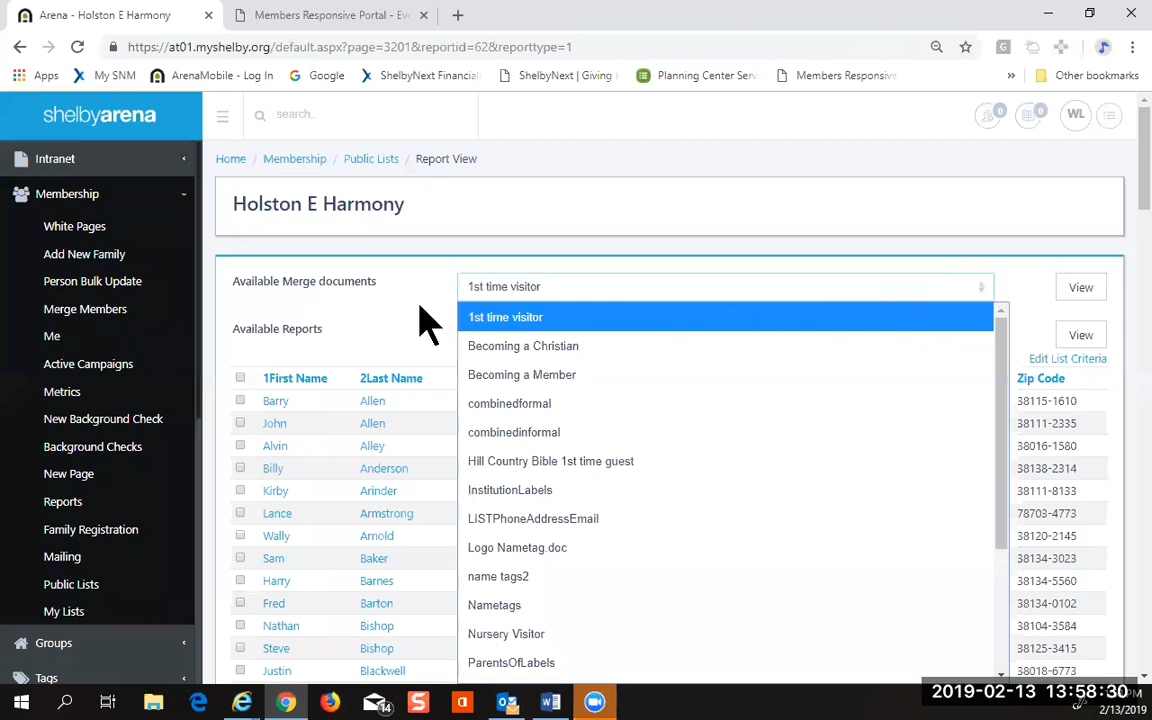 Arena - Holston E Harmony
Members Responsive Portal - Ev
https://at01.myshelby.org/default.aspx?page=3201&reportid=62&reporttype=1
Apps
My SNM
ArenaMobile - Log In
Google
ShelbyNext Financial
ShelbyNext | Giving
Planning Center Serv
Members Responsive
»
Other bookmarks
shelbyarena
search...
0
0
WL
Intranet
Membership
White Pages
Add New Family
Person Bulk Update
Merge Members
Me
Active Campaigns
Metrics
New Background Check
Background Checks
New Page
Reports
Family Registration
Mailing
Public Lists
My Lists
Groups
Tags
Home / Membership / Public Lists / Report View
Holston E Harmony
Available Merge documents
1st time visitor
View
Available Reports
View
Edit List Criteria
1st time visitor
Becoming a Christian
Becoming a Member
combinedformal
combinedinformal
Hill Country Bible 1st time guest
InstitutionLabels
LISTPhoneAddressEmail
Logo Nametag.doc
name tags2
Nametags
Nursery Visitor
ParentsOfLabels
1First Name 2Last Name Zip Code
Barry Allen 38115-1610
John Allen 38111-2335
Alvin Alley 38016-1580
Billy Anderson 38138-2314
Kirby Arinder 38111-8133
Lance Armstrong 78703-4773
Wally Arnold 38120-2145
Sam Baker 38134-3023
Harry Barnes 38134-5560
Fred Barton 38134-0102
Nathan Bishop 38104-3584
Steve Bishop 38125-3415
Justin Blackwell 38018-6773
14
2019-02-13 13:58:30
2/13/2019